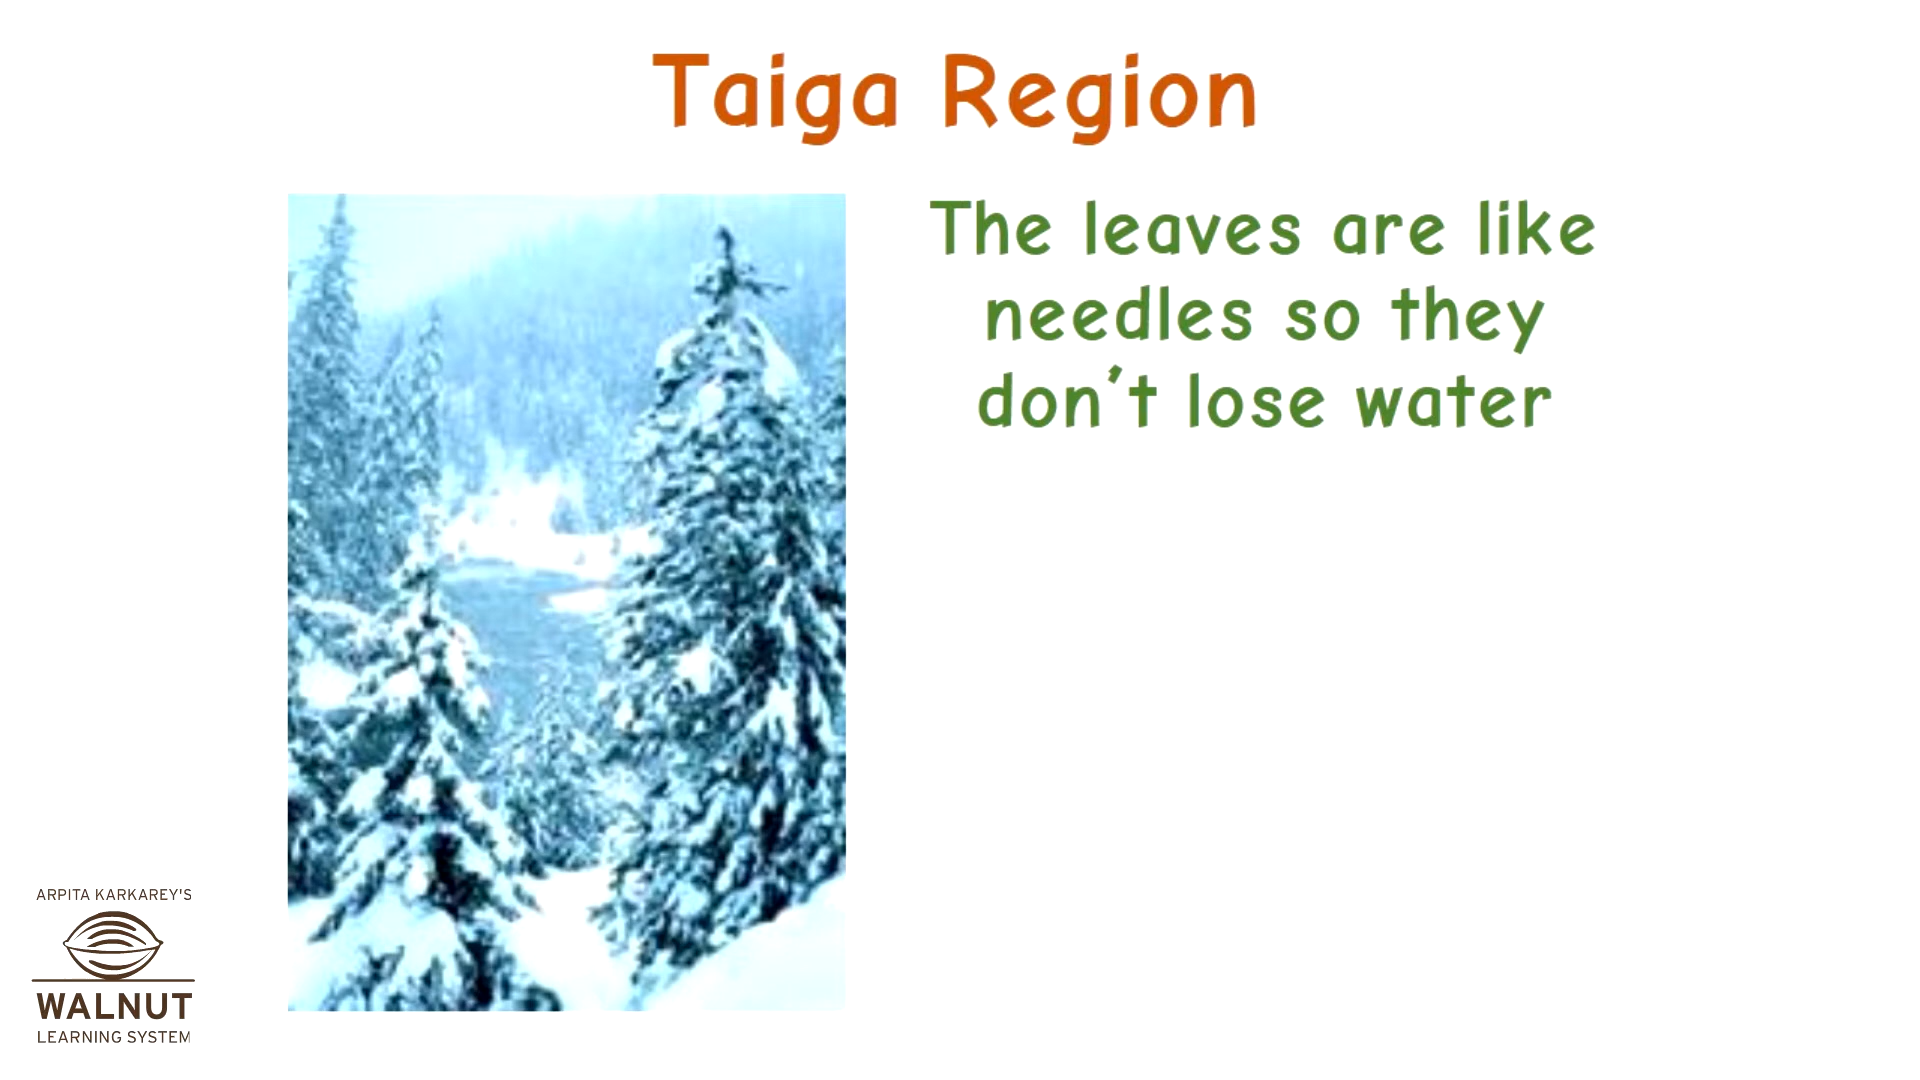 Taiga Region
The leaves are like
needles so they
don't lose water
ARPITA KARKAREY'S
WALNUT
LEARNING SYSTEM